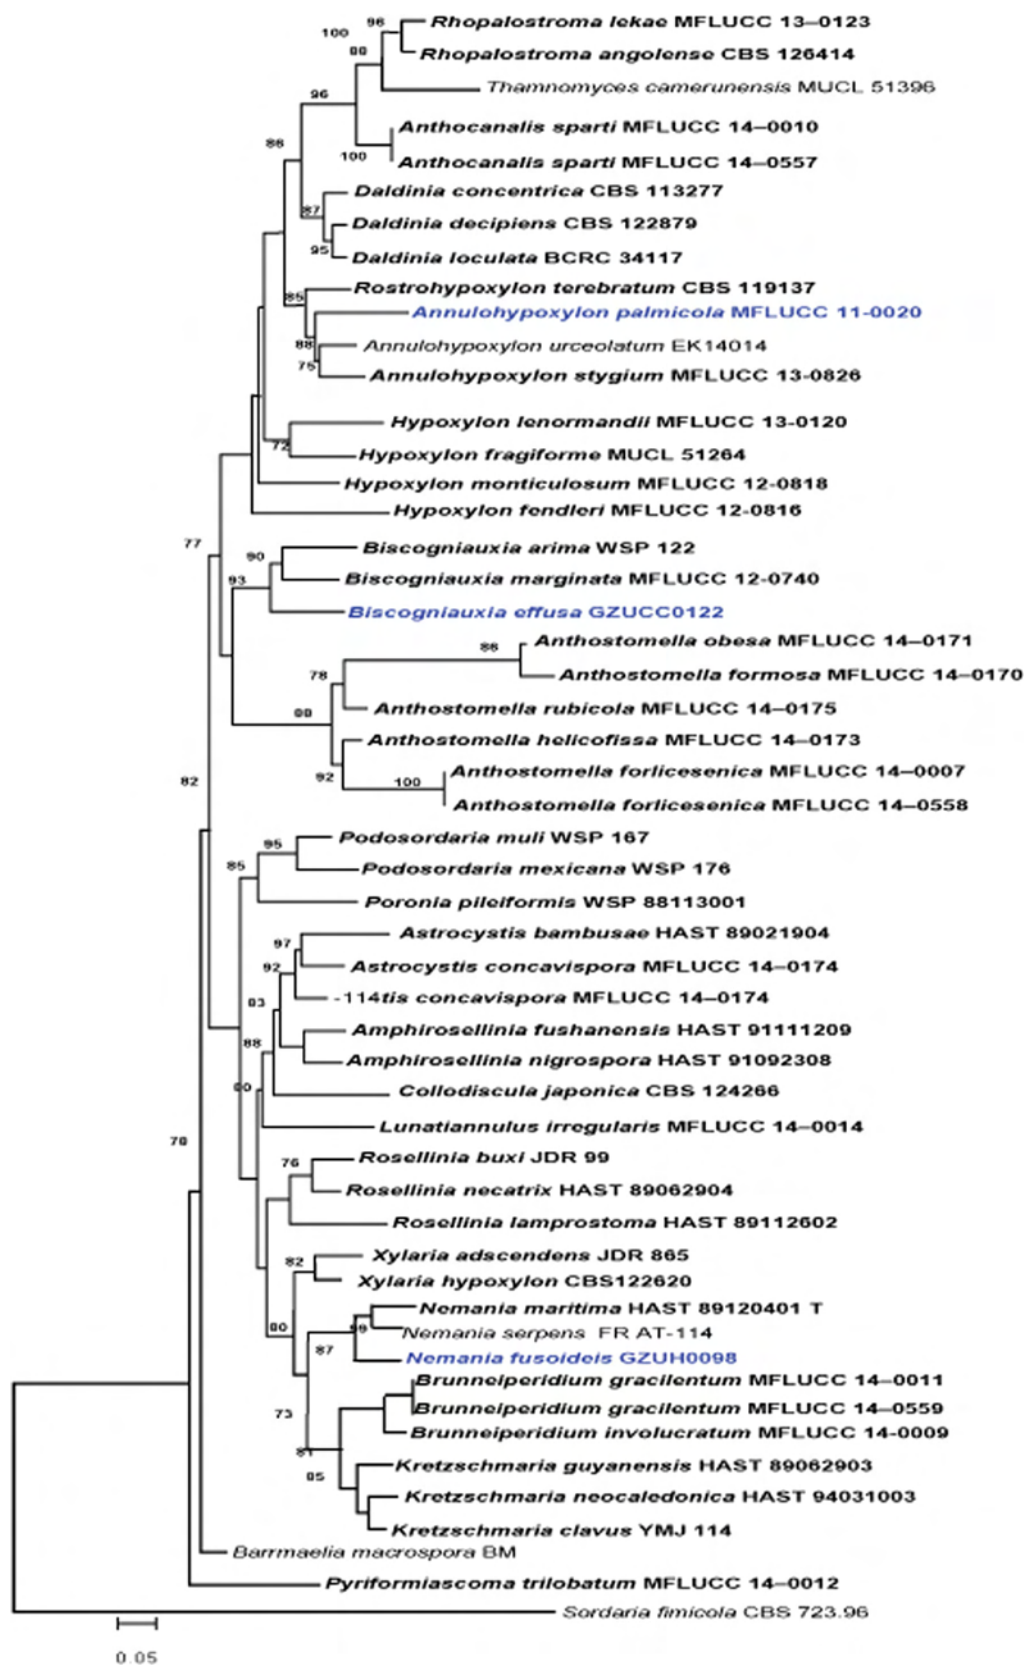 96
Rhopalostroma lekae MFLUCC 13–0123
100
88
Rhopalostroma angolense CBS 126414
Thamnomyces camerunensis MUCL 51396
96
Anthocanalis sparti MFLUCC 14–0010
86
100
Anthocanalis sparti MFLUCC 14–0557
Daldinia concentrica CBS 113277
87
Daldinia decipiens CBS 122879
95
Daldinia loculata BCRC 34117
Rostrohypoxylon terebratum CBS 119137
85
Annulohypoxylon palmicola MFLUCC 11-0020
88
Annulohypoxylon urceolatum EK14014
75
Annulohypoxylon stygium MFLUCC 13-0826
Hypoxylon lenormandii MFLUCC 13-0120
72
Hypoxylon fragiforme MUCL 51264
Hypoxylon monticulosum MFLUCC 12-0818
Hypoxylon fendleri MFLUCC 12-0816
77
Biscogniauxia arima WSP 122
90
93
Biscogniauxia marginata MFLUCC 12-0740
Biscogniauxia effusa GZUCC0122
Anthostomella obesa MFLUCC 14–0171
86
78
Anthostomella formosa MFLUCC 14–0170
Anthostomella rubicola MFLUCC 14–0175
Anthostomella helicofissa MFLUCC 14–0173
92
100
Anthostomella forlicesenica MFLUCC 14–0007
82
Anthostomella forlicesenica MFLUCC 14–0558
Podosordaria muli WSP 167
95
85
Podosordaria mexicana WSP 176
Poronia pileiformis WSP 88113001
Astrocystis bambusae HAST 89021904
97
92
Astrocystis concavispora MFLUCC 14–0174
-114tis concavispora MFLUCC 14–0174
83
Amphirosellinia fushanensis HAST 91111209
88
Amphirosellinia nigrospora HAST 91092308
Collodiscula japonica CBS 124266
Lunatiannulus irregularis MFLUCC 14–0014
70
Rosellinia buxi JDR 99
76
Rosellinia necatrix HAST 89062904
Rosellinia lamprostoma HAST 89112602
Xylaria adscendens JDR 865
82
Xylaria hypoxylon CBS122620
Nemania maritima HAST 89120401 T
80
99
Nemania serpens FR AT-114
87
Nemania fusoideis GZUH0098
Brunneiperidium gracilentum MFLUCC 14–0011
73
Brunneiperidium gracilentum MFLUCC 14–0559
Brunneiperidium involucratum MFLUCC 14-0009
81
85
Kretzschmaria guyanensis HAST 89062903
Kretzschmaria neocaledonica HAST 94031003
Kretzschmaria clavus YMJ 114
Barrmaelia macrospora BM
Pyriformiascoma trilobatum MFLUCC 14–0012
Sordaria fimicola CBS 723.96
0.05